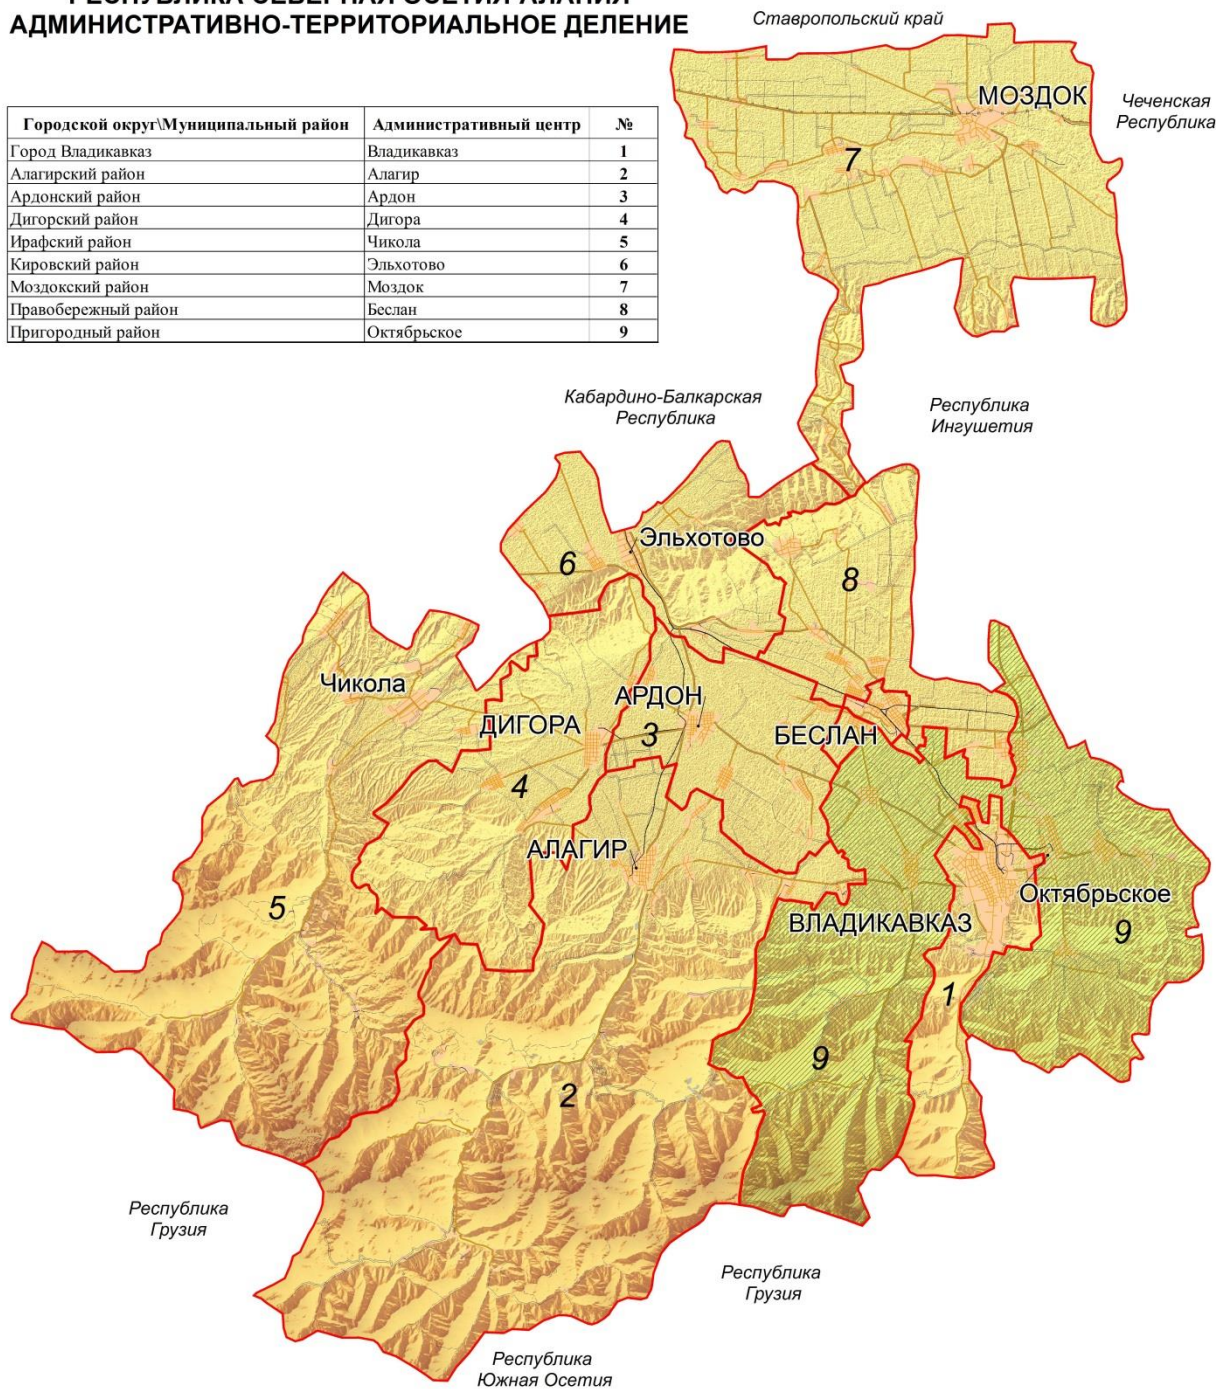 РЕСПУБЛИКА СЕВЕРНАЯ ОСЕТИЯ-АЛАНИЯ
АДМИНИСТРАТИВНО-ТЕРРИТОРИАЛЬНОЕ ДЕЛЕНИЕ
Городской округ\Муниципальный район Административный центр №
Город Владикавказ Владикавказ 1
Алагирский район Алагир 2
Ардонский район Ардон 3
Дигорский район Дигора 4
Ирафский район Чикола 5
Кировский район Эльхотово 6
Моздокский район Моздок 7
Правобережный район Беслан 8
Пригородный район Октябрьское 9
Ставропольский край
МОЗДОК
Чеченская
Республика
7
Кабардино-Балкарская
Республика
Республика
Ингушетия
Эльхотово
6
8
Чикола
АРДОН
ДИГОРА
3
БЕСЛАН
4
АЛАГИР
Октябрьское
5
ВЛАДИКАВКАЗ
9
1
9
2
Республика
Грузия
Республика
Грузия
Республика
Южная Осетия